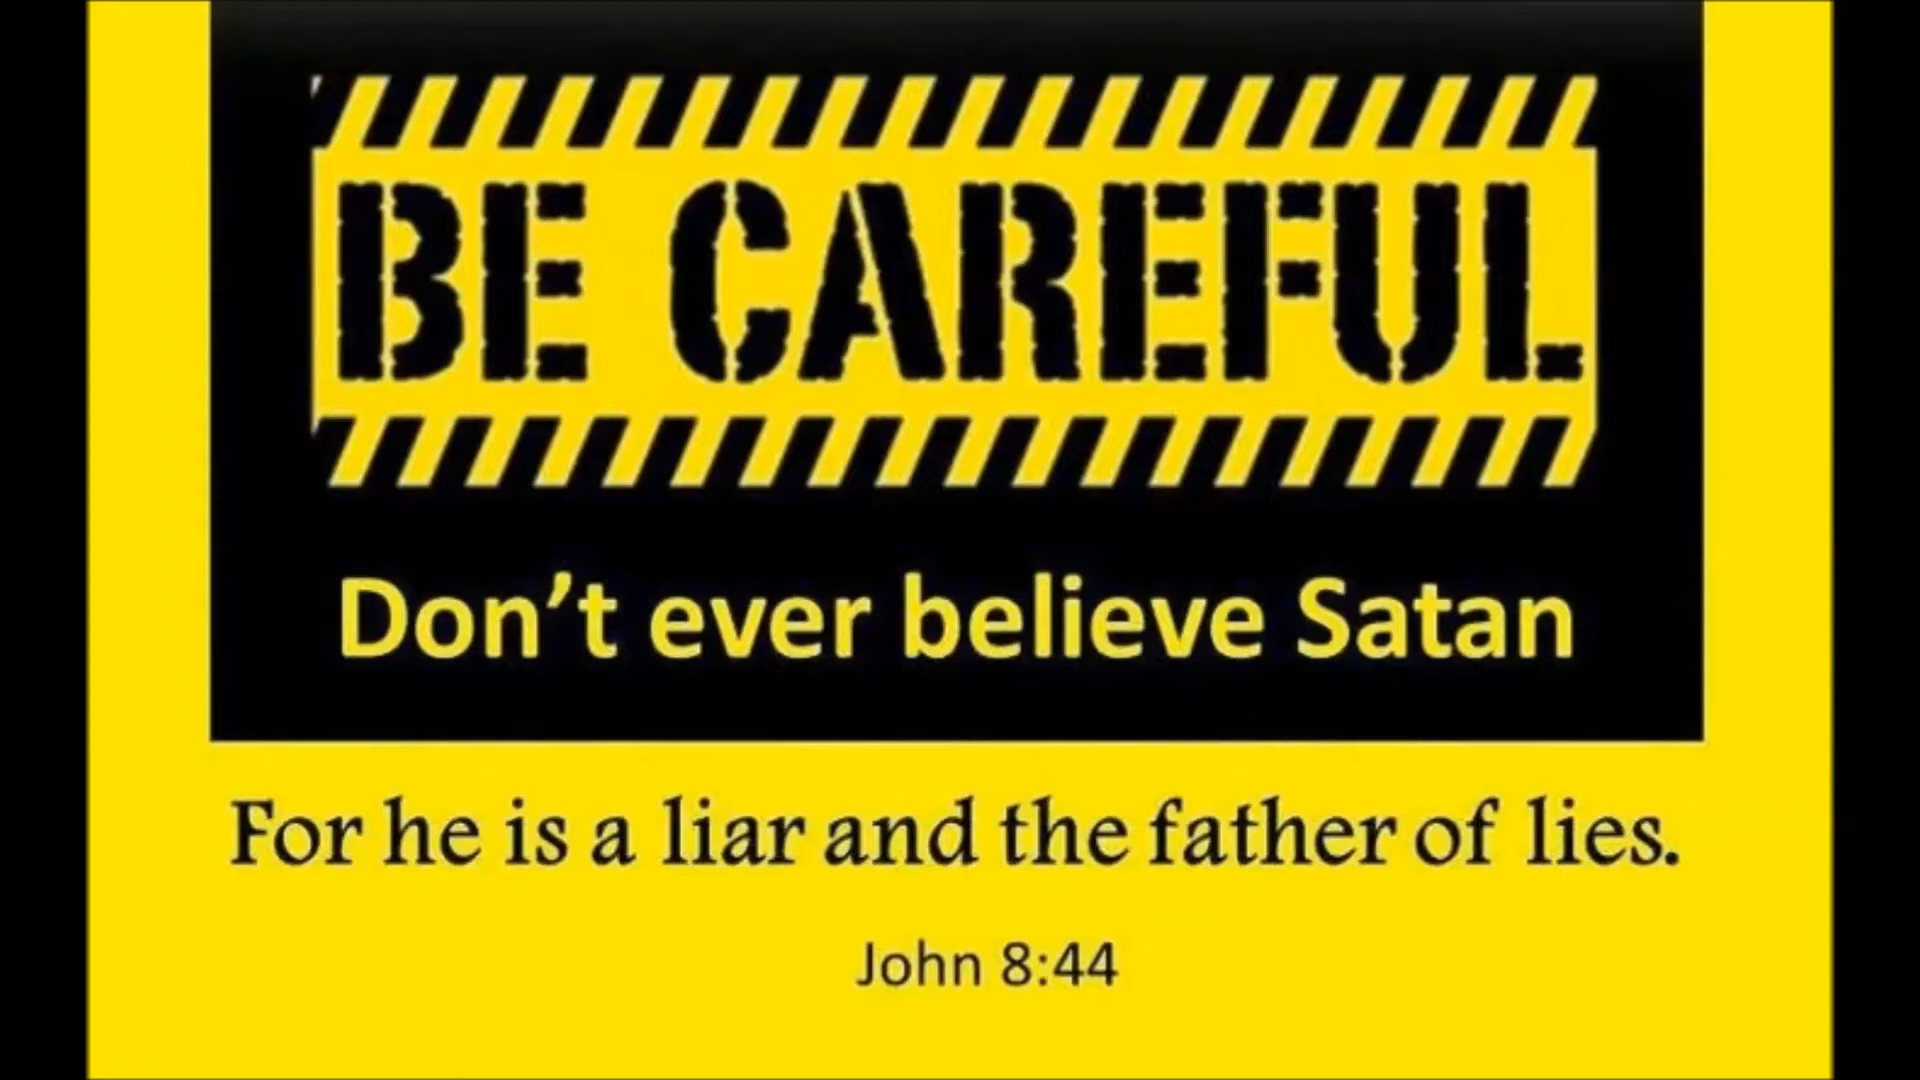 BE CAREFUL
Don’t ever believe Satan
For he is a liar and the father of lies.
John 8:44